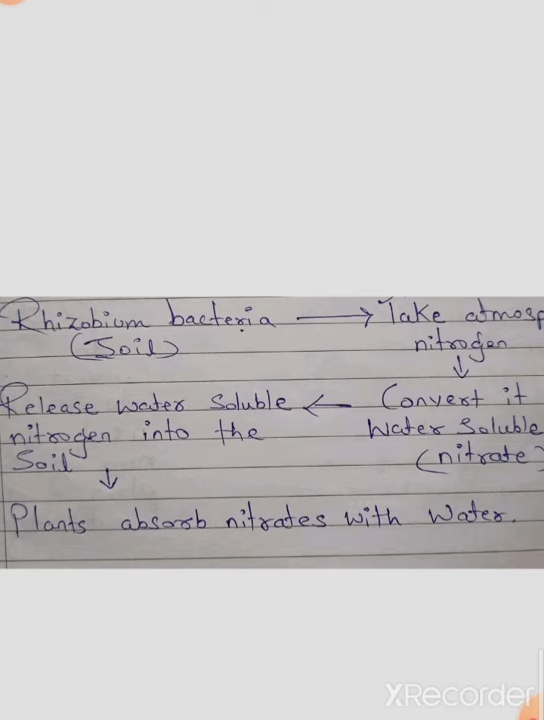 Rhizobium bacteria → Take atmosp
(Soil) nitrogen
↓
Release water soluble ← Convert it
nitrogen into the water soluble
Soil (nitrate)
↓
Plants absorb nitrates with water.
XRecorder